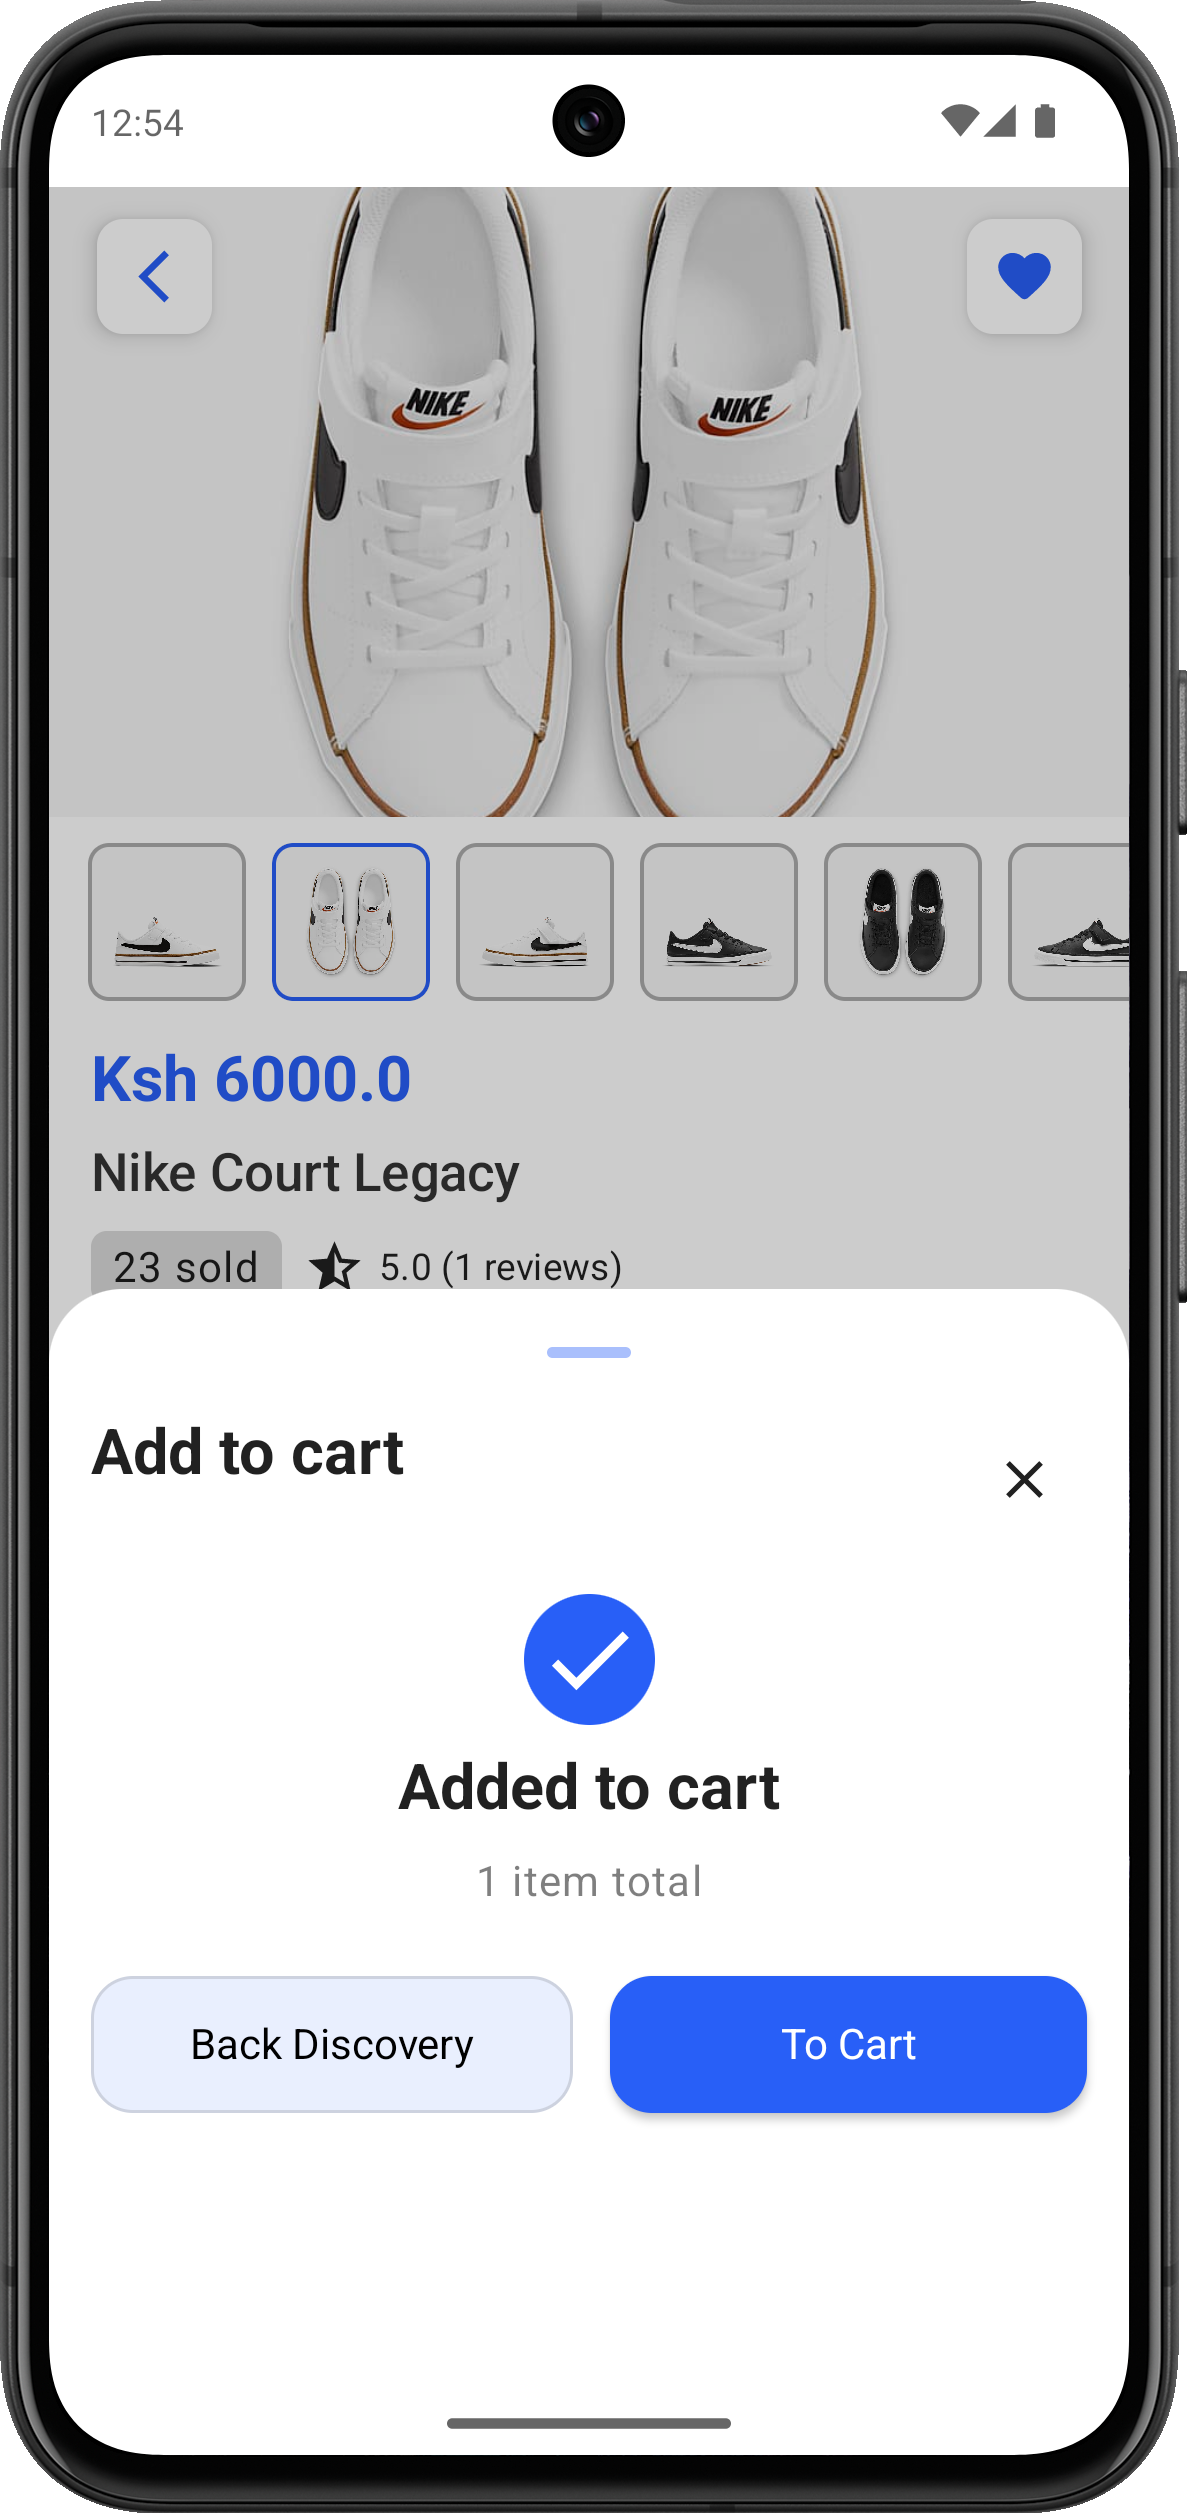 12:54
NIKE NIKE
Ksh 6000.0
Nike Court Legacy
23 sold 5.0 (1 reviews)
Add to cart
Added to cart
1 item total
Back Discovery To Cart